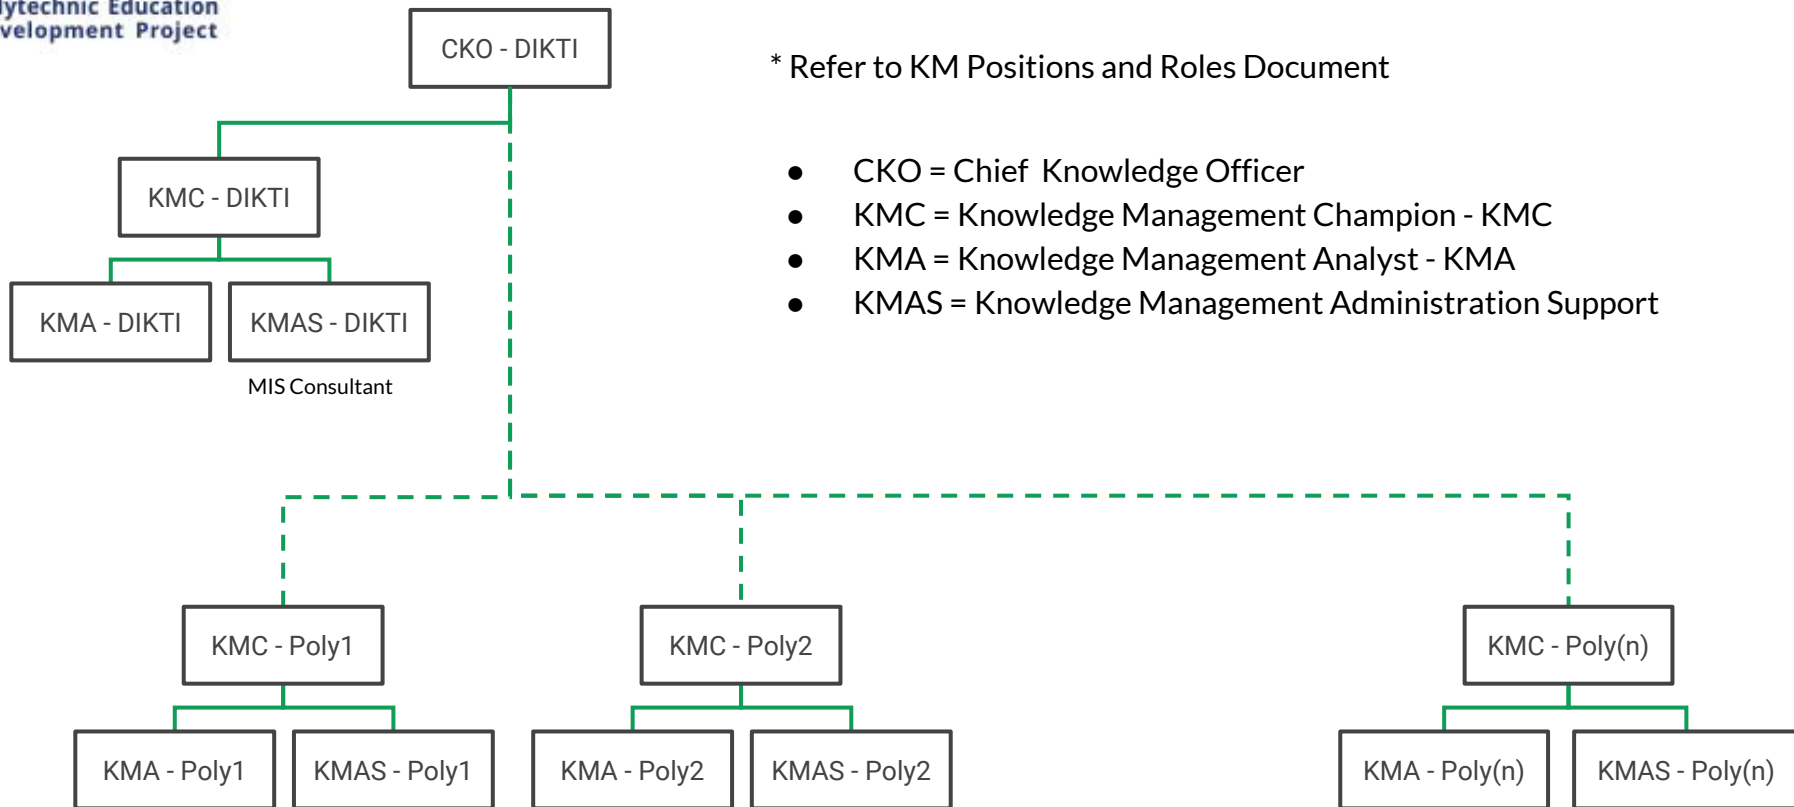 Education
Development Project
CKO - DIKTI
* Refer to KM Positions and Roles Document
● CKO = Chief Knowledge Officer
● KMC = Knowledge Management Champion - KMC
● KMA = Knowledge Management Analyst - KMA
● KMAS = Knowledge Management Administration Support
KMC - DIKTI
KMA - DIKTI
KMAS - DIKTI
MIS Consultant
KMC - Poly1
KMC - Poly2
KMC - Poly(n)
KMA - Poly1
KMAS - Poly1
KMA - Poly2
KMAS - Poly2
KMA - Poly(n)
KMAS - Poly(n)